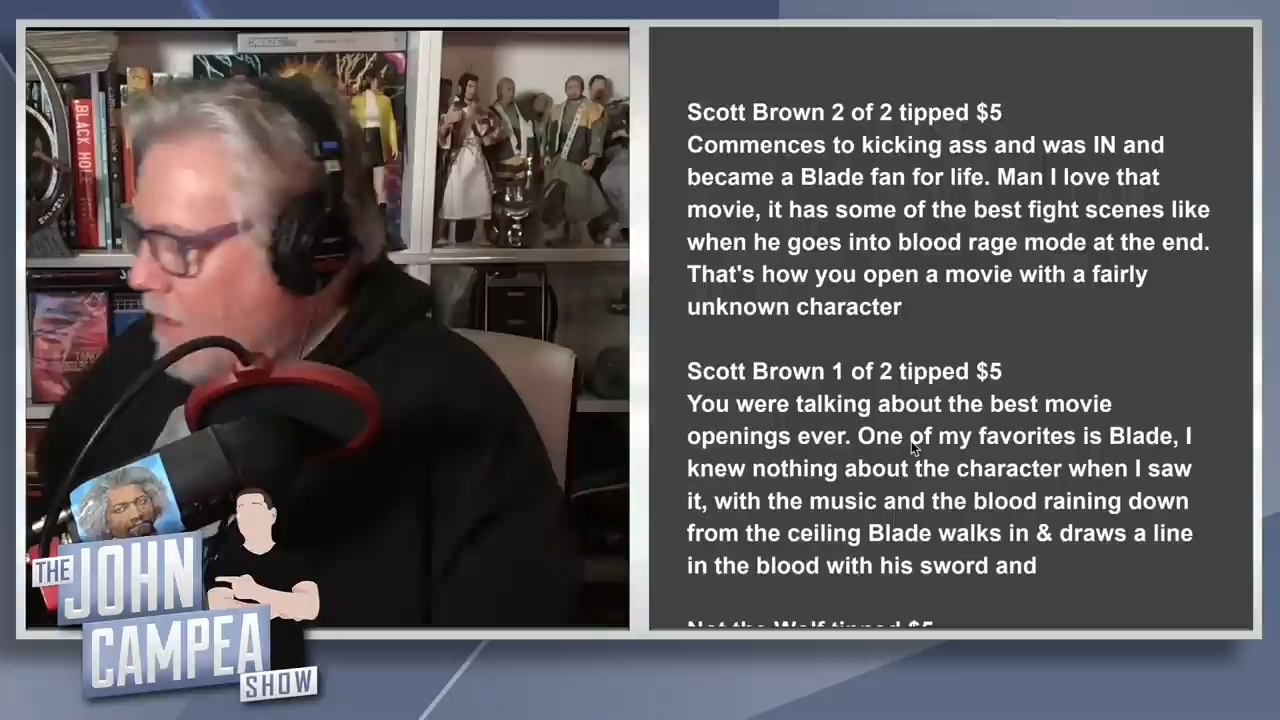 Scott Brown 2 of 2 tipped $5
Commences to kicking ass and was IN and
became a Blade fan for life. Man I love that
movie, it has some of the best fight scenes like
when he goes into blood rage mode at the end.
That's how you open a movie with a fairly
unknown character
Scott Brown 1 of 2 tipped $5
You were talking about the best movie
openings ever. One of my favorites is Blade, I
knew nothing about the character when I saw
it, with the music and the blood raining down
from the ceiling Blade walks in & draws a line
in the blood with his sword and
BLACK HOLE
THE
JOHN
CAMPEA
SHOW